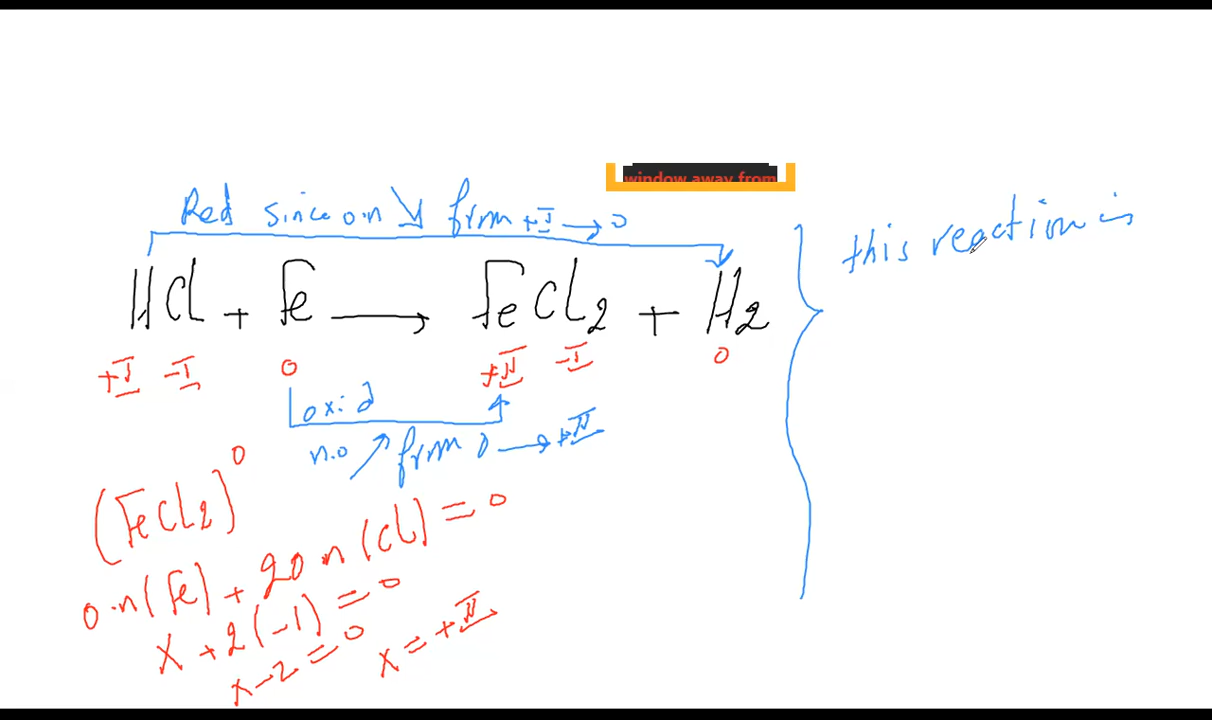 window away from
Red since o.n ↘ from +I → 0
this reaction is
HCl + Fe → FeCl2 + H2
+I -I 0 +II -I 0
oxid
n.o ↗ from 0 → +II
(FeCl2)⁰
o.n(Fe) + 2o.n(Cl) = 0
x + 2(-1) = 0
x - 2 = 0
x = +II